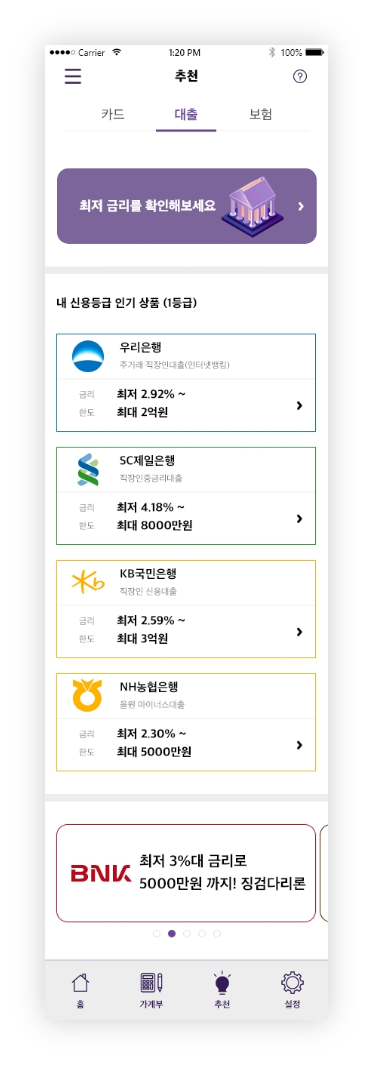 Carrier 1:20 PM 100%
추천
카드 대출 보험
최저 금리를 확인해보세요
내 신용등급 인기 상품 (1등급)
우리은행
주거래 직장인대출(인터넷뱅킹)
금리 최저 2.92% ~
한도 최대 2억원
SC제일은행
직장인중금리대출
금리 최저 4.18% ~
한도 최대 8000만원
KB국민은행
직장인 신용대출
금리 최저 2.59% ~
한도 최대 3억원
NH농협은행
올원 마이너스대출
금리 최저 2.30% ~
한도 최대 5000만원
BNK
최저 3%대 금리로
5000만원 까지! 징검다리론
홈 가계부 추천 설정